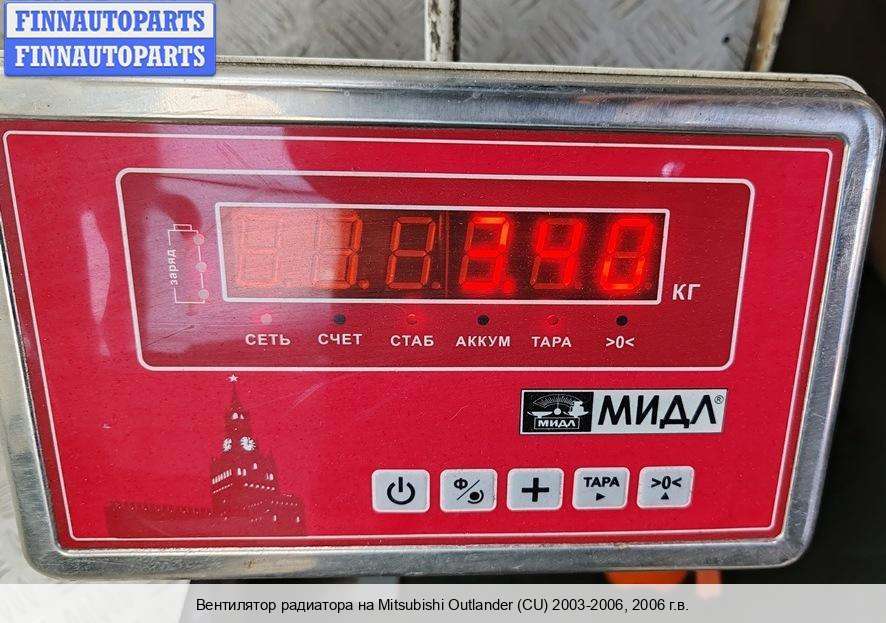 FINNAUTOPARTS
FINNAUTOPARTS
заряд
3.40
КГ
СЕТЬ СЧЕТ СТАБ АККУМ ТАРА >0<
МИДЛ МИДЛ®
Ф/ + ТАРА >0<
Вентилятор радиатора на Mitsubishi Outlander (CU) 2003-2006, 2006 г.в.